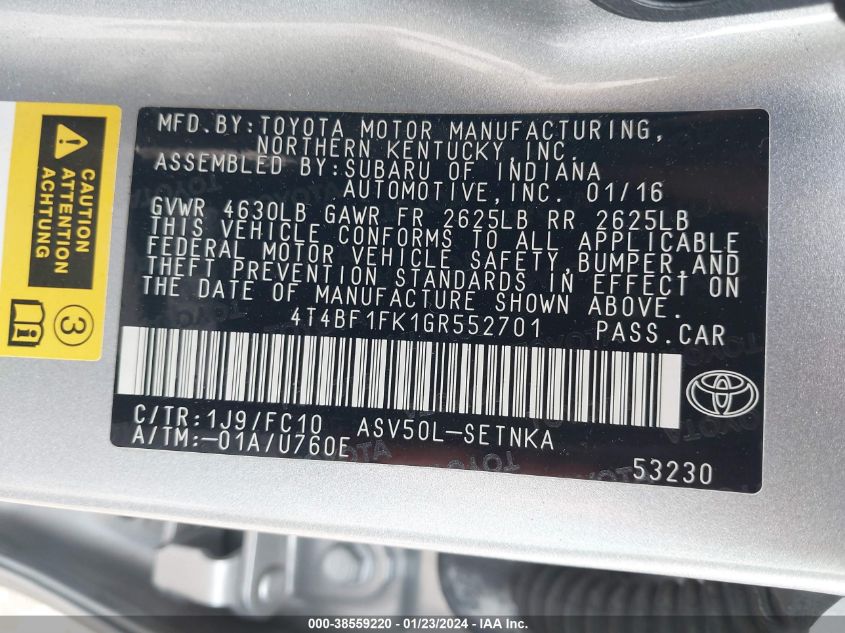 MFD.BY:TOYOTA MOTOR MANUFACTURING,
NORTHERN KENTUCKY,INC.
ASSEMBLED BY:SUBARU OF INDIANA
AUTOMOTIVE,INC. 01/16
GVWR 4630LB GAWR FR 2625LB RR 2625LB
THIS VEHICLE CONFORMS TO ALL APPLICABLE
FEDERAL MOTOR VEHICLE SAFETY,BUMPER,AND
THEFT PREVENTION STANDARDS IN EFFECT ON
THE DATE OF MANUFACTURE SHOWN ABOVE.
4T4BF1FK1GR552701 PASS.CAR
C/TR:1J9/FC10 ASV50L-SETNKA
A/TM:-01A/U760E
53230
CAUTION
ATTENTION
ACHTUNG
3
000-38559220 - 01/23/2024 - IAAI - VEHICLE DETAILS -